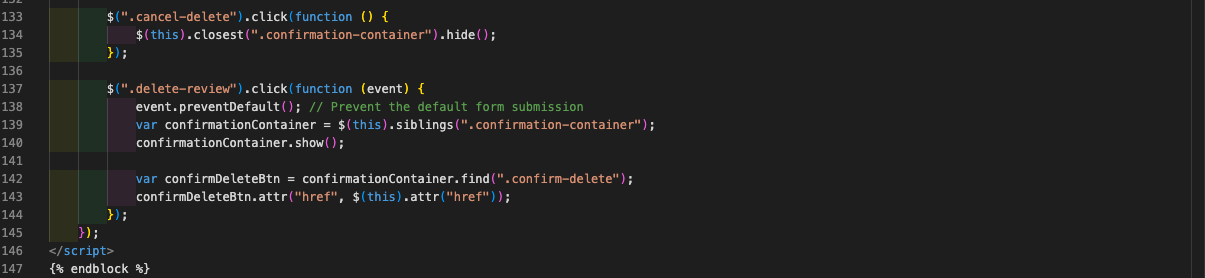 133 $(".cancel-delete").click(function () {
134 $(this).closest(".confirmation-container").hide();
135 });
136
137 $(".delete-review").click(function (event) {
138 event.preventDefault(); // Prevent the default form submission
139 var confirmationContainer = $(this).siblings(".confirmation-container");
140 confirmationContainer.show();
141
142 var confirmDeleteBtn = confirmationContainer.find(".confirm-delete");
143 confirmDeleteBtn.attr("href", $(this).attr("href"));
144 });
145 });
146 </script>
147 {% endblock %}